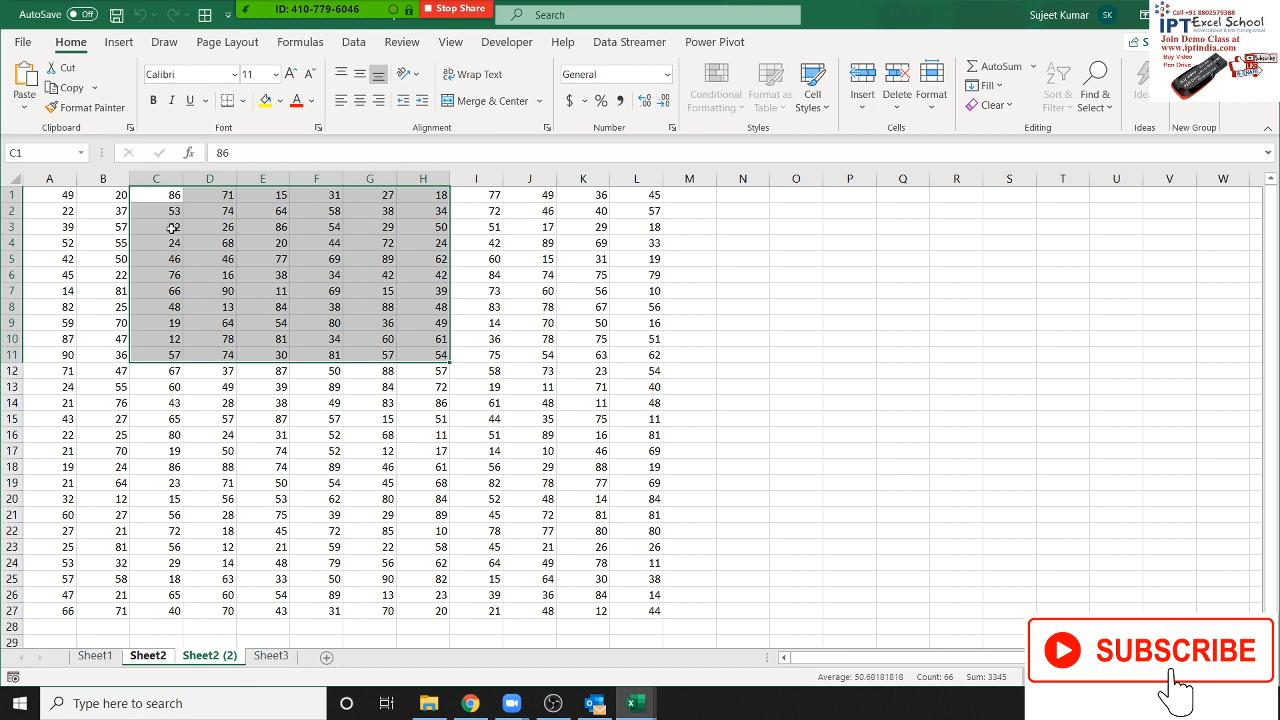 AutoSave Off
ID: 410-779-6046
Stop Share
Search
Sujeet Kumar
SK
File Home Insert Draw Page Layout Formulas Data Review View Developer Help Data Streamer Power Pivot
Call +91 8802579388
IPT Excel School
Join Demo Class at
www.iptindia.com
Buy Video
Pen Drive
Paste
Cut
Copy
Format Painter
Clipboard
Calibri 11
B I U
Font
Wrap Text
Merge & Center
Alignment
General
$ % ,
Number
Conditional Formatting
Format as Table
Cell Styles
Styles
Insert Delete Format
Cells
AutoSum
Fill
Clear
Sort & Filter
Find & Select
Editing
Ideas
Ideas
New Group
C1 fx 86
A B C D E F G H I J K L M N O P Q R S T U V W
1 49 20 86 71 15 31 27 18 77 49 36 45
2 22 37 53 74 64 58 38 34 72 46 40 57
3 39 57 26 86 54 29 50 51 17 29 18
4 52 55 24 68 20 44 72 24 42 89 69 33
5 42 50 46 46 77 69 89 62 60 15 31 19
6 45 22 76 16 38 34 42 42 84 74 75 79
7 14 81 66 90 11 69 15 39 73 60 56 10
8 82 25 48 13 84 38 88 48 83 78 67 56
9 59 70 19 64 54 80 36 49 14 70 50 16
10 87 47 12 78 81 34 60 61 36 78 75 51
11 90 36 57 74 30 81 57 54 75 54 63 62
12 71 47 67 37 87 50 88 57 58 73 23 54
13 24 55 60 49 39 89 84 72 19 11 71 40
14 21 76 43 28 38 49 83 86 61 48 11 48
15 43 27 65 57 87 57 15 51 44 35 75 11
16 22 25 80 24 31 52 68 11 51 89 16 81
17 21 70 19 50 74 52 12 17 14 10 46 69
18 19 24 86 88 74 89 46 61 56 29 88 19
19 21 64 23 71 50 54 45 68 82 78 77 69
20 32 12 15 56 53 62 80 84 52 48 14 84
21 60 27 56 28 75 39 29 89 45 72 81 81
22 27 21 72 18 45 72 85 10 78 77 80 80
23 25 81 56 12 21 59 22 58 45 21 26 26
24 53 32 29 14 48 79 56 62 64 49 78 11
25 57 58 18 63 33 50 90 82 15 64 30 38
26 47 21 65 60 54 89 13 23 39 36 84 14
27 66 71 40 70 43 31 70 20 21 48 12 44
28
29
Sheet1 Sheet2 Sheet2 (2) Sheet3
SUBSCRIBE
Average: 50.68181818 Count: 66 Sum: 3345
Type here to search